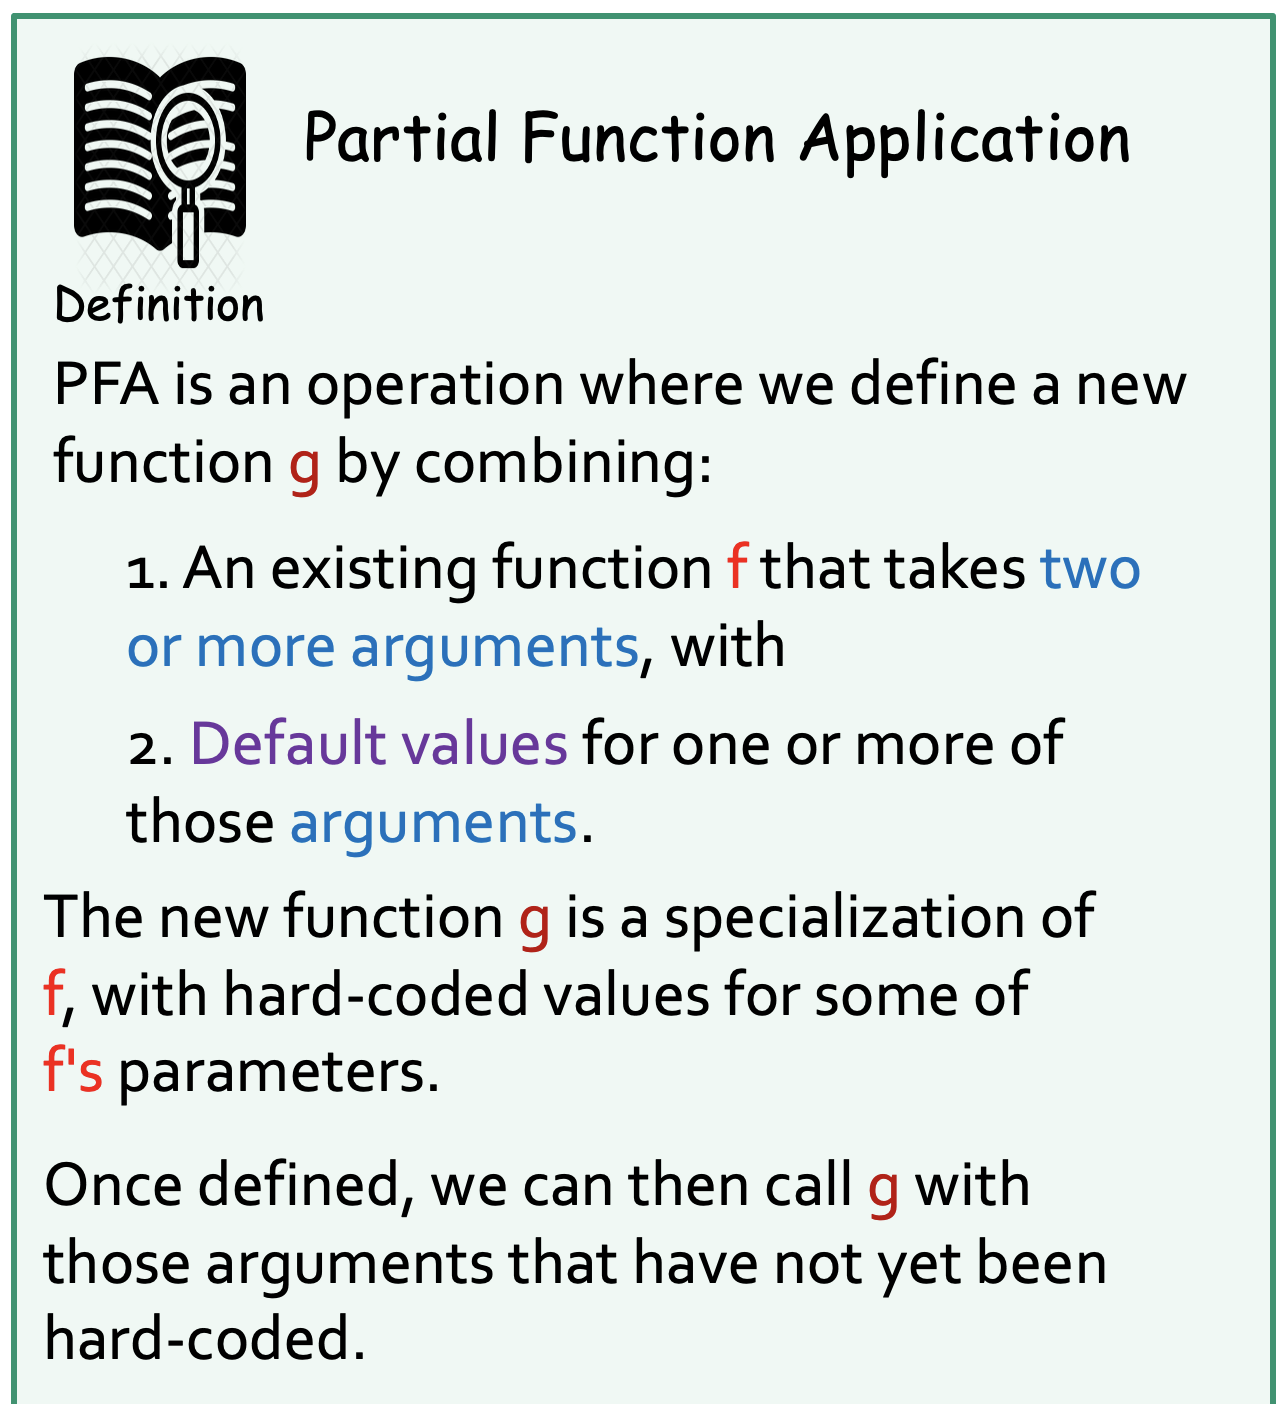 Partial Function Application
Definition
PFA is an operation where we define a new
function g by combining:
1. An existing function f that takes two
or more arguments, with
2. Default values for one or more of
those arguments.
The new function g is a specialization of
f, with hard-coded values for some of
f's parameters.
Once defined, we can then call g with
those arguments that have not yet been
hard-coded.